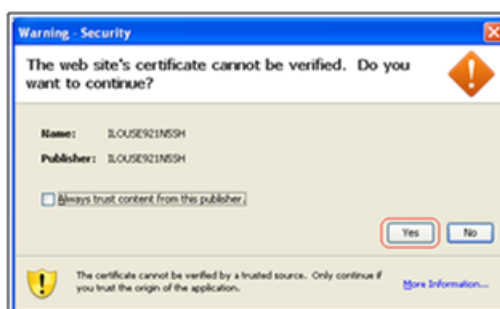 Warning - Security
The web site's certificate cannot be verified. Do you
want to continue?
Name: ILOUSE921N5SH
Publisher: ILOUSE921N5SH
Always trust content from this publisher.
Yes No
The certificate cannot be verified by a trusted source. Only continue if
you trust the origin of the application.
More Information...